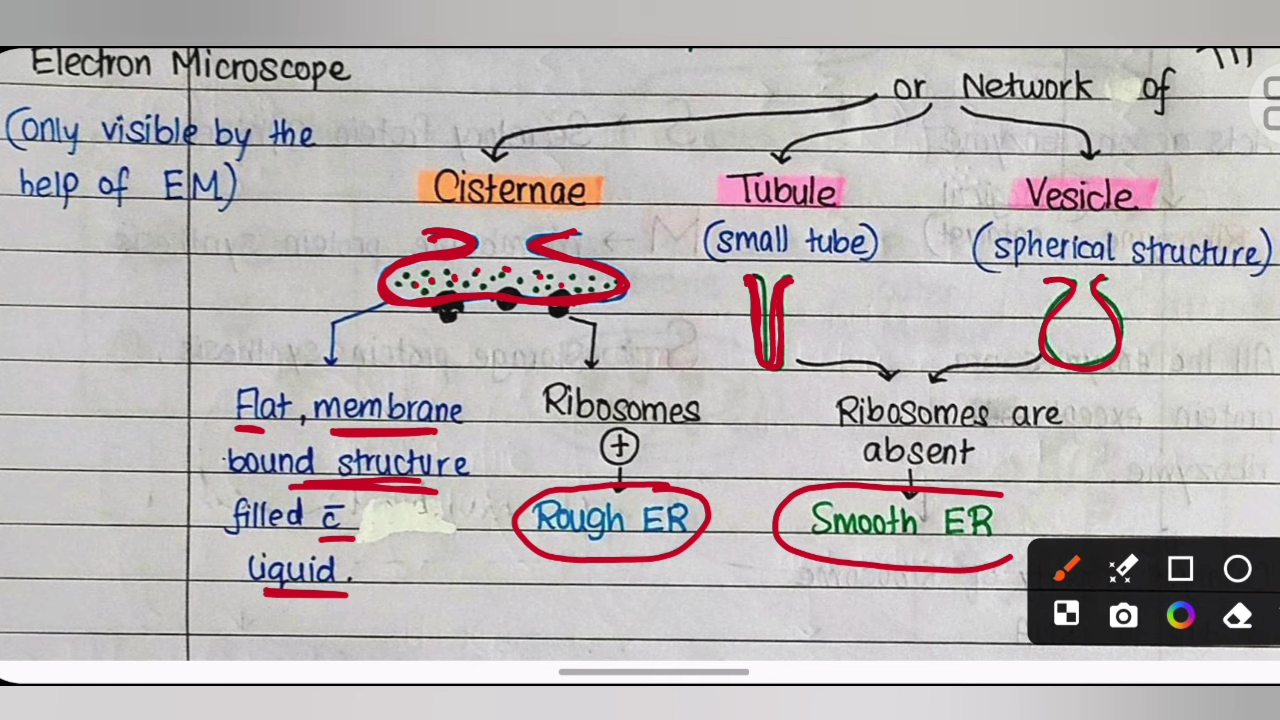 Electron Microscope
or Network of
(only visible by the
help of EM)
Cisternae
Tubule
Vesicle
(small tube)
(spherical structure)
Flat, membrane
bound structure
filled c̄
liquid.
Ribosomes
+
Rough ER
Ribosomes are
absent
Smooth ER